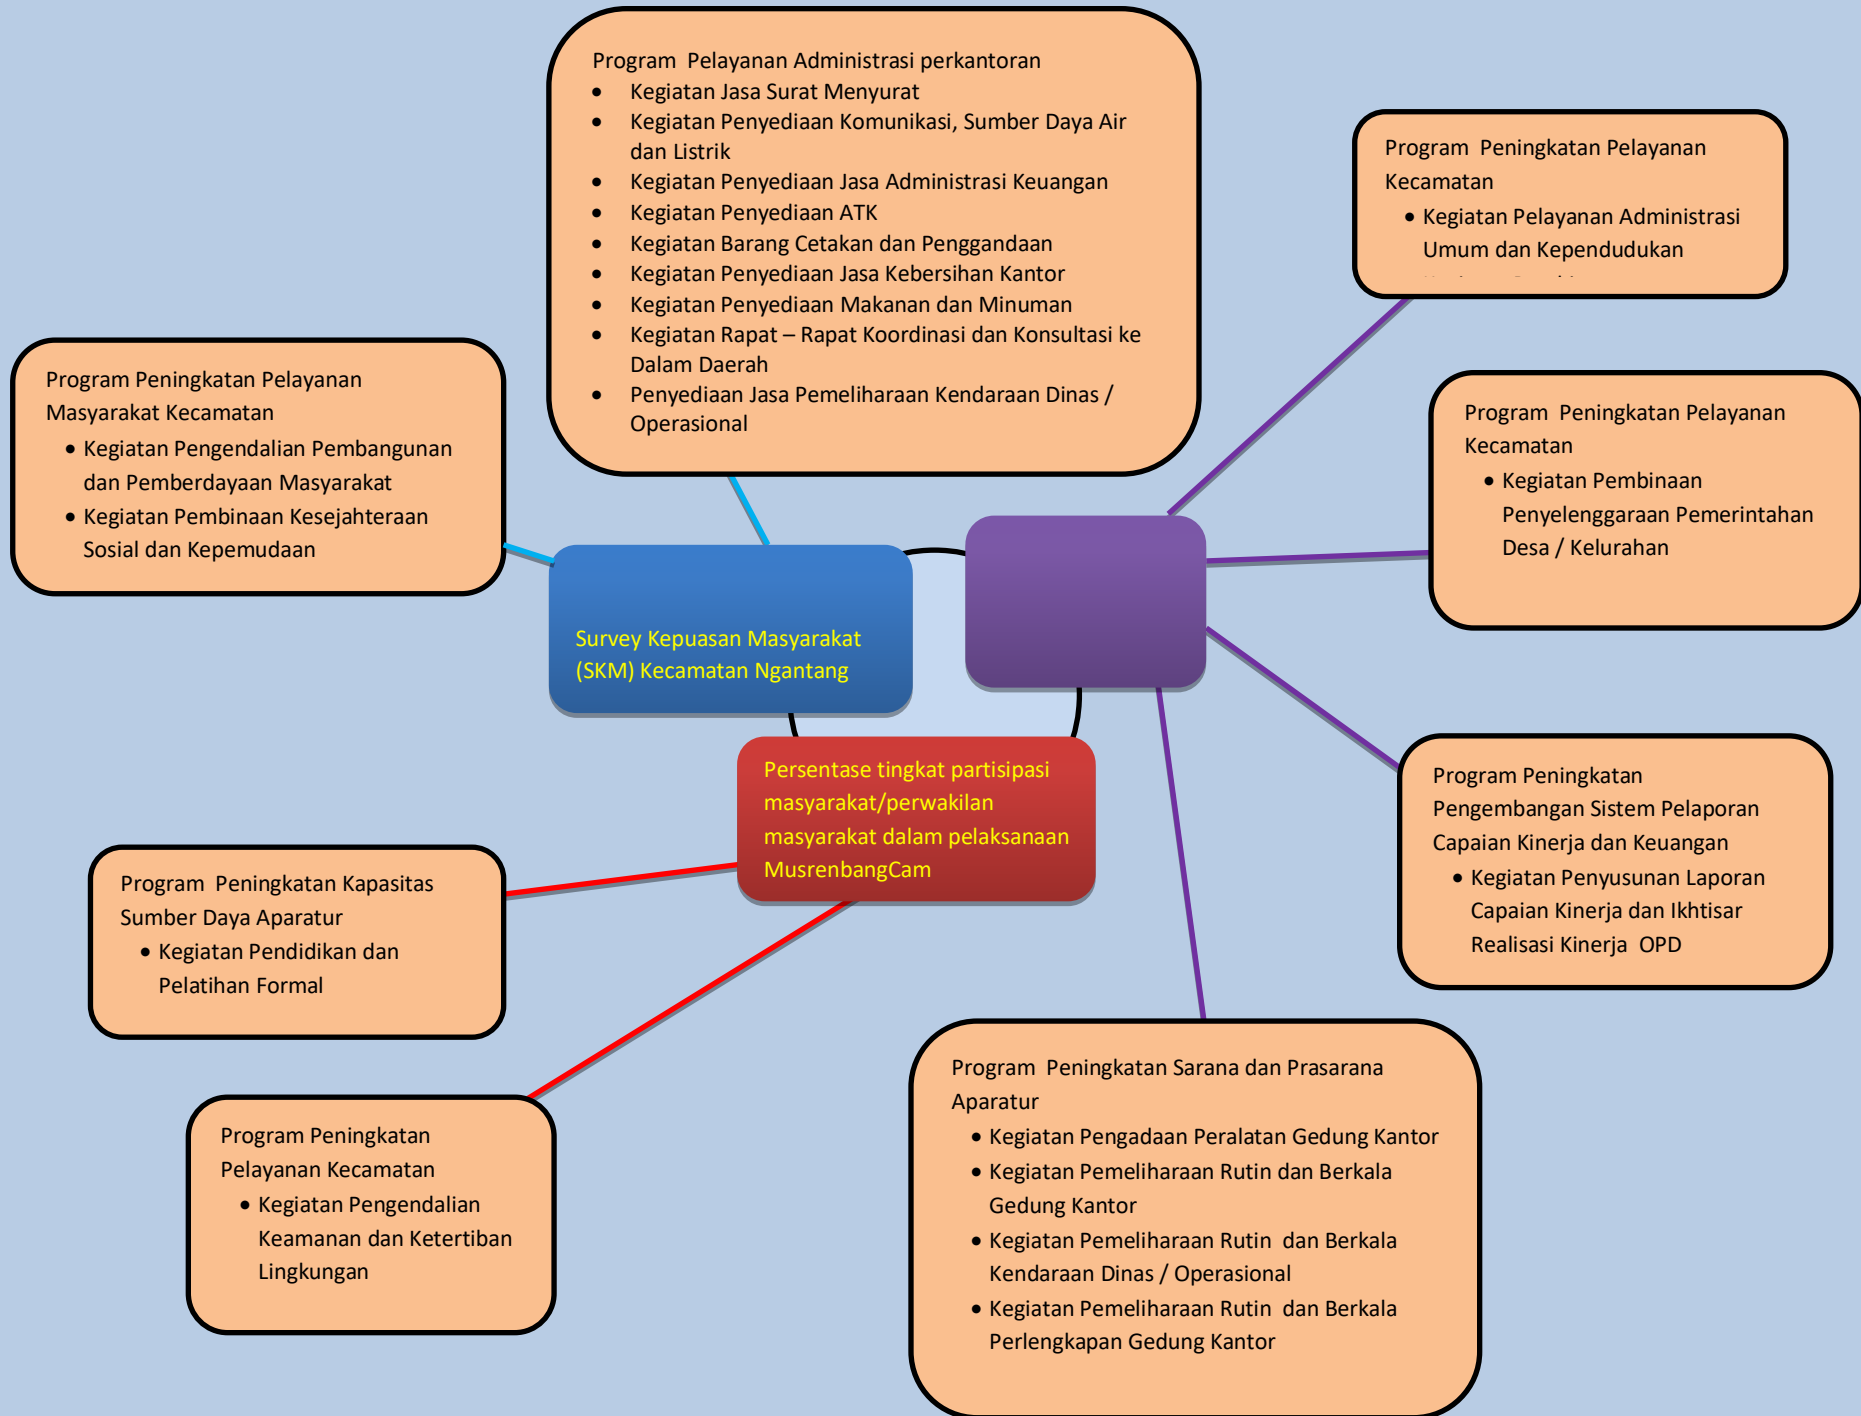 Program  Pelayanan Administrasi perkantoran
• Kegiatan Jasa Surat Menyurat
• Kegiatan Penyediaan Komunikasi, Sumber Daya Air
dan Listrik
• Kegiatan Penyediaan Jasa Administrasi Keuangan
• Kegiatan Penyediaan ATK
• Kegiatan Barang Cetakan dan Penggandaan
• Kegiatan Penyediaan Jasa Kebersihan Kantor
• Kegiatan Penyediaan Makanan dan Minuman
• Kegiatan Rapat – Rapat Koordinasi dan Konsultasi ke
Dalam Daerah
• Penyediaan Jasa Pemeliharaan Kendaraan Dinas /
Operasional
Program  Peningkatan Pelayanan
Kecamatan
• Kegiatan Pelayanan Administrasi
Umum dan Kependudukan
Program Peningkatan Pelayanan
Masyarakat Kecamatan
• Kegiatan Pengendalian Pembangunan
dan Pemberdayaan Masyarakat
• Kegiatan Pembinaan Kesejahteraan
Sosial dan Kepemudaan
Program  Peningkatan Pelayanan
Kecamatan
• Kegiatan Pembinaan
Penyelenggaraan Pemerintahan
Desa / Kelurahan
Survey Kepuasan Masyarakat
(SKM) Kecamatan Ngantang
Persentase tingkat partisipasi
masyarakat/perwakilan
masyarakat dalam pelaksanaan
MusrenbangCam
Program Peningkatan
Pengembangan Sistem Pelaporan
Capaian Kinerja dan Keuangan
• Kegiatan Penyusunan Laporan
Capaian Kinerja dan Ikhtisar
Realisasi Kinerja  OPD
Program  Peningkatan Kapasitas
Sumber Daya Aparatur
• Kegiatan Pendidikan dan
Pelatihan Formal
Program Peningkatan
Pelayanan Kecamatan
• Kegiatan Pengendalian
Keamanan dan Ketertiban
Lingkungan
Program  Peningkatan Sarana dan Prasarana
Aparatur
• Kegiatan Pengadaan Peralatan Gedung Kantor
• Kegiatan Pemeliharaan Rutin dan Berkala
Gedung Kantor
• Kegiatan Pemeliharaan Rutin  dan Berkala
Kendaraan Dinas / Operasional
• Kegiatan Pemeliharaan Rutin  dan Berkala
Perlengkapan Gedung Kantor